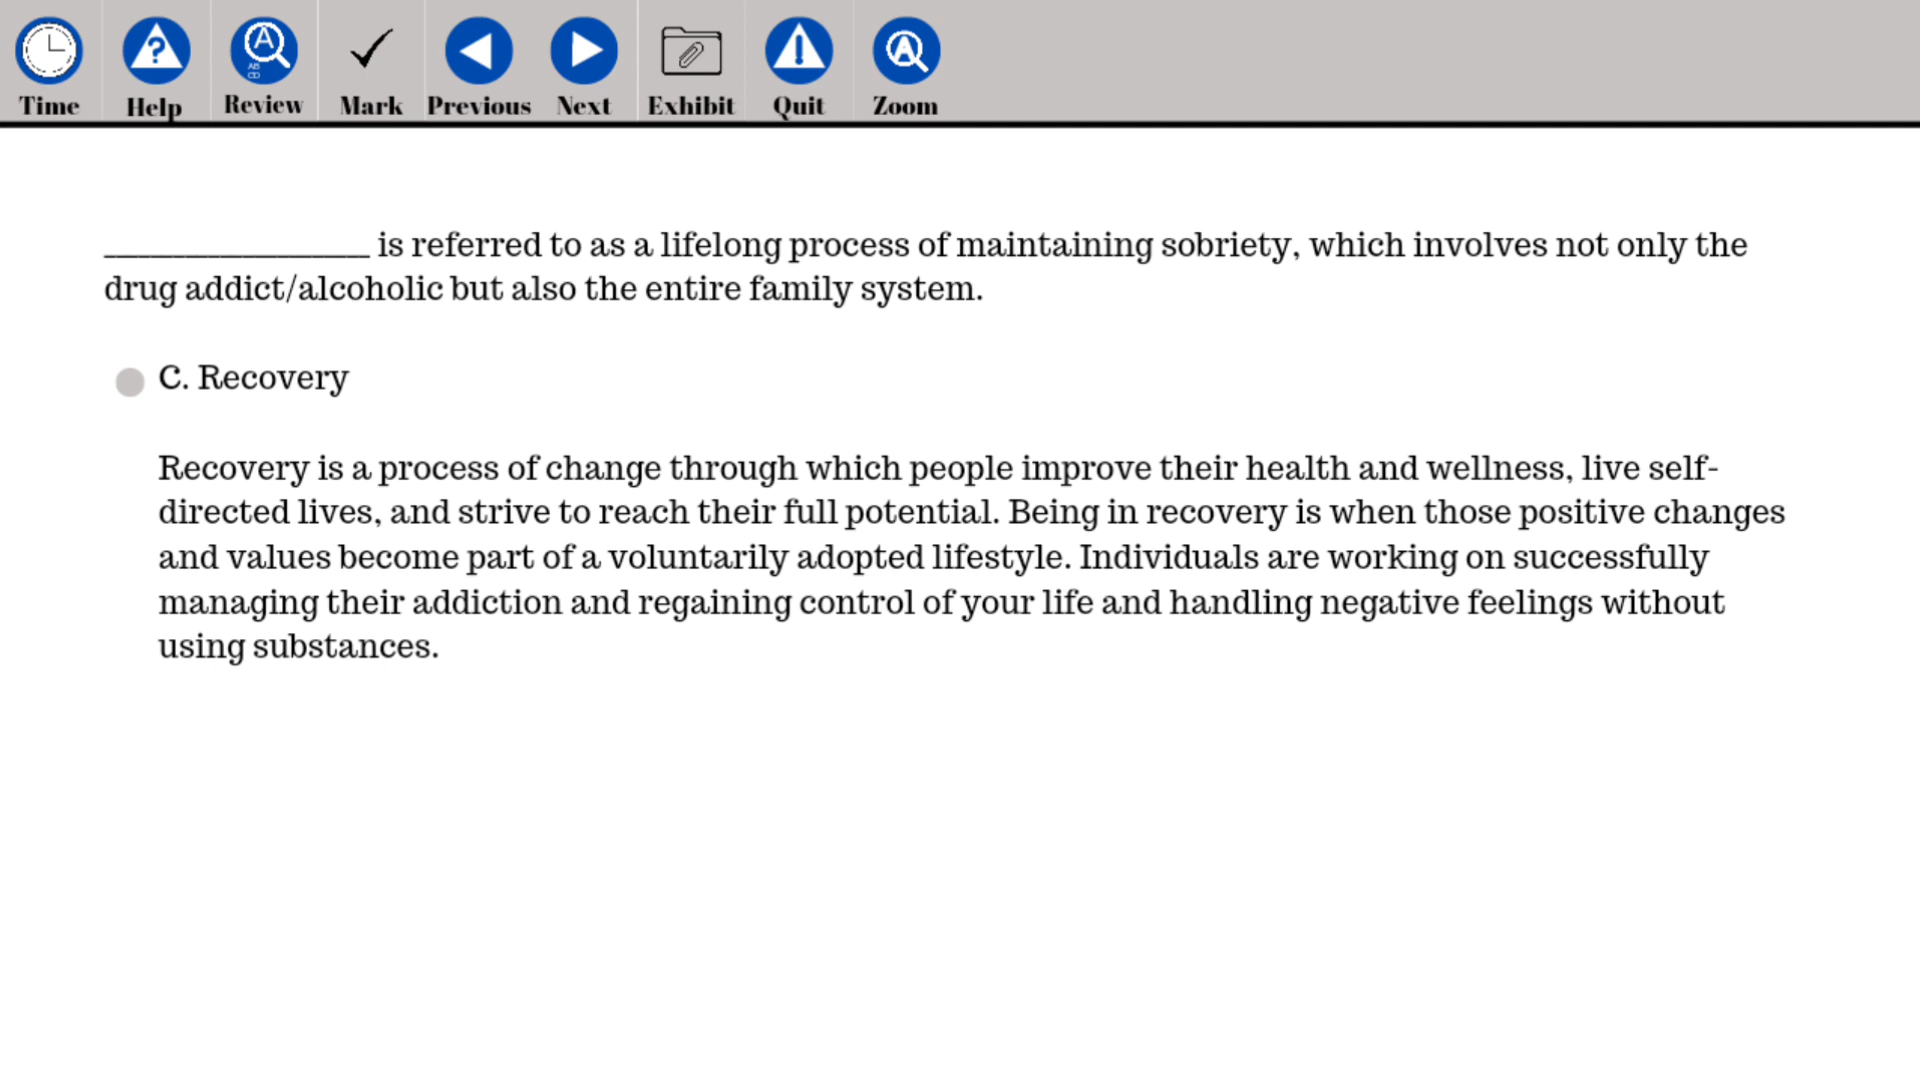 Time Help Review Mark Previous Next Exhibit Quit Zoom
___________________ is referred to as a lifelong process of maintaining sobriety, which involves not only the
drug addict/alcoholic but also the entire family system.
C. Recovery
Recovery is a process of change through which people improve their health and wellness, live self-
directed lives, and strive to reach their full potential. Being in recovery is when those positive changes
and values become part of a voluntarily adopted lifestyle. Individuals are working on successfully
managing their addiction and regaining control of your life and handling negative feelings without
using substances.